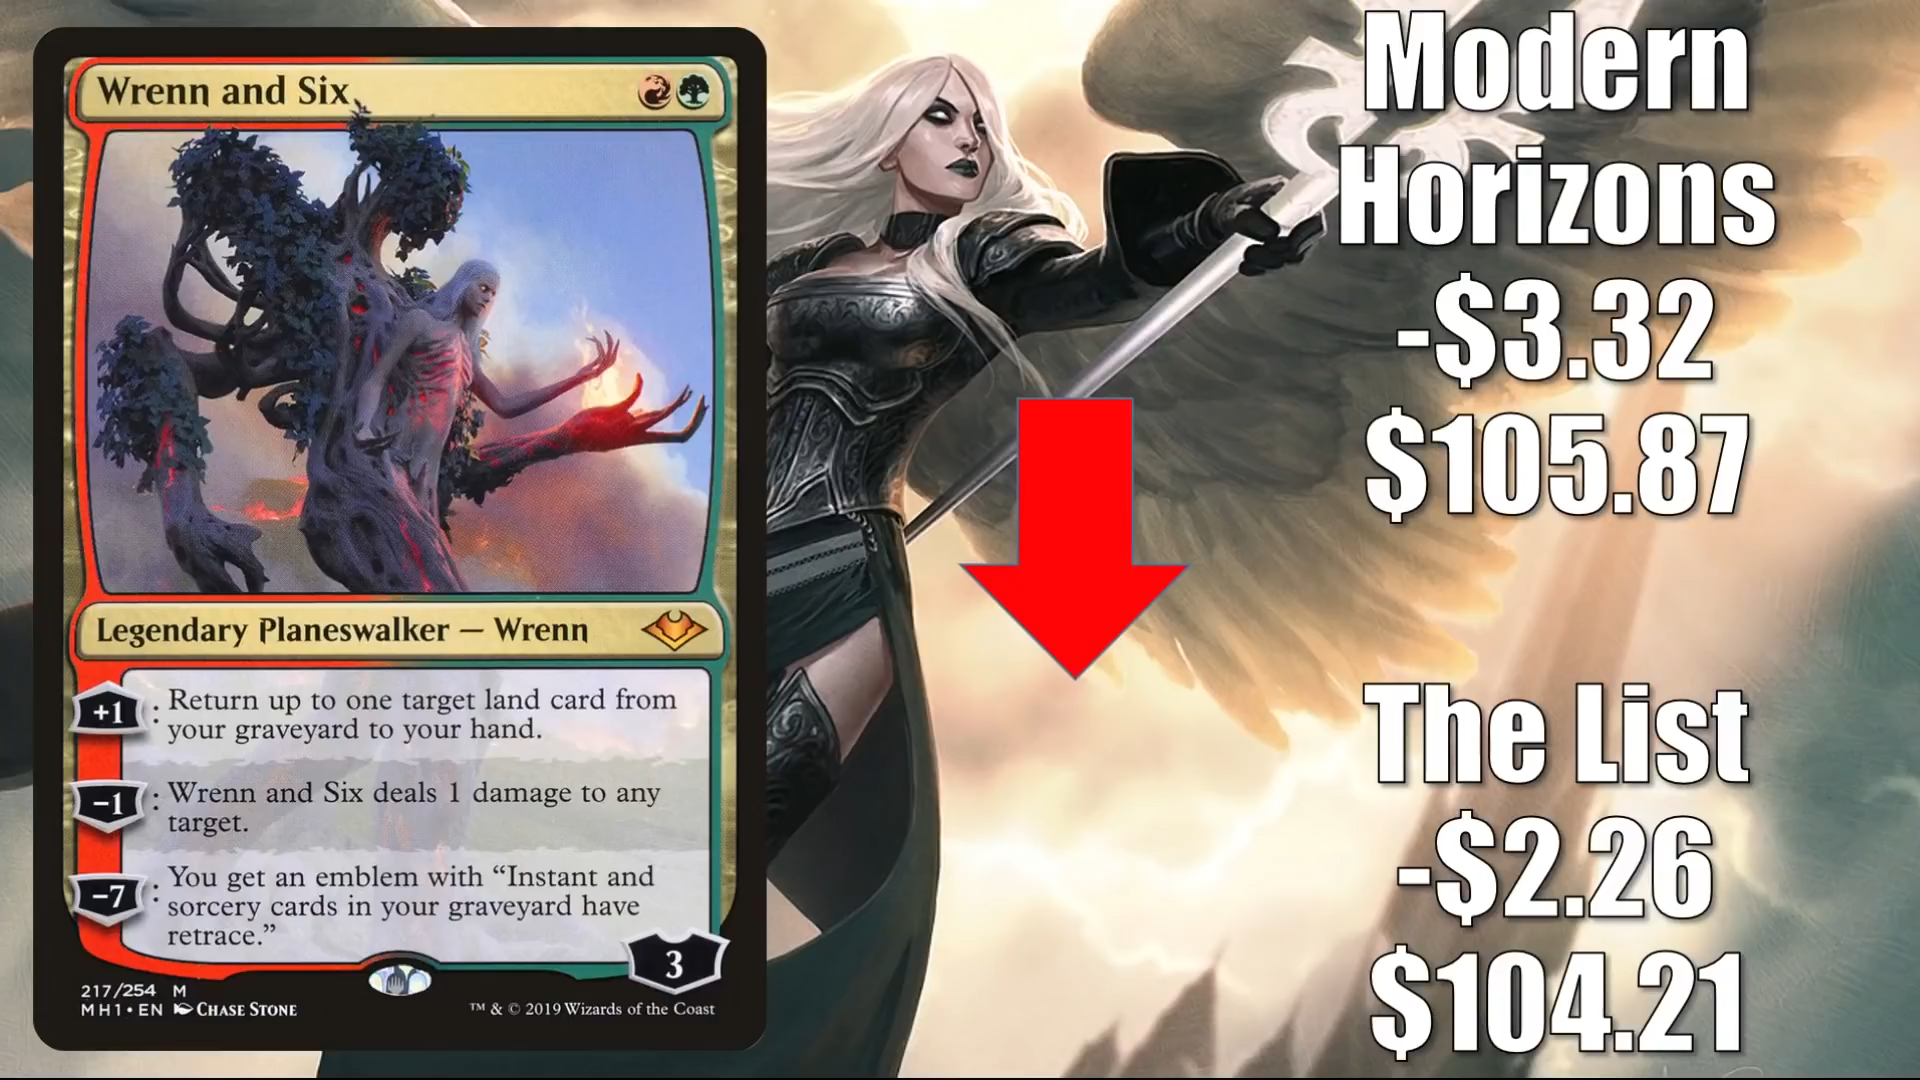 Wrenn and Six
Legendary Planeswalker — Wrenn
+1 : Return up to one target land card from
your graveyard to your hand.
−1 : Wrenn and Six deals 1 damage to any
target.
−7 : You get an emblem with “Instant and
sorcery cards in your graveyard have
retrace.”
3
217/254 M
MH1 • EN CHASE STONE
™ & © 2019 Wizards of the Coast
Modern
Horizons
-$3.32
$105.87
The List
-$2.26
$104.21